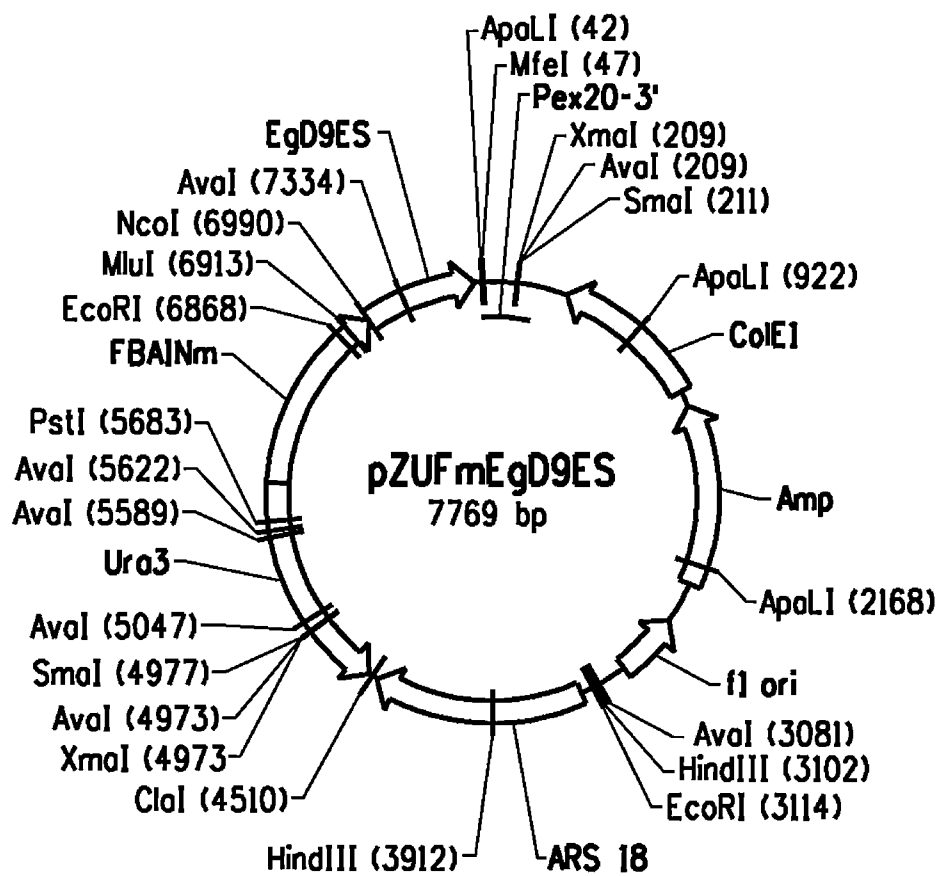 ApaLI (42)
MfeI (47)
Pex20-3'
XmaI (209)
AvaI (209)
SmaI (211)
ApaLI (922)
ColE1
Amp
ApaLI (2168)
f1 ori
AvaI (3081)
HindIII (3102)
EcoRI (3114)
ARS 18
HindIII (3912)
ClaI (4510)
XmaI (4973
AvaI (4973)
SmaI (4977)
AvaI (5047)
Ura3
AvaI (5589)
AvaI (5622)
PstI (5683)
FBAINm
EcoRI (6868)
MluI (6913)
NcoI (6990)
AvaI (7334)
EgD9ES
pZUFmEgD9ES
7769 bp